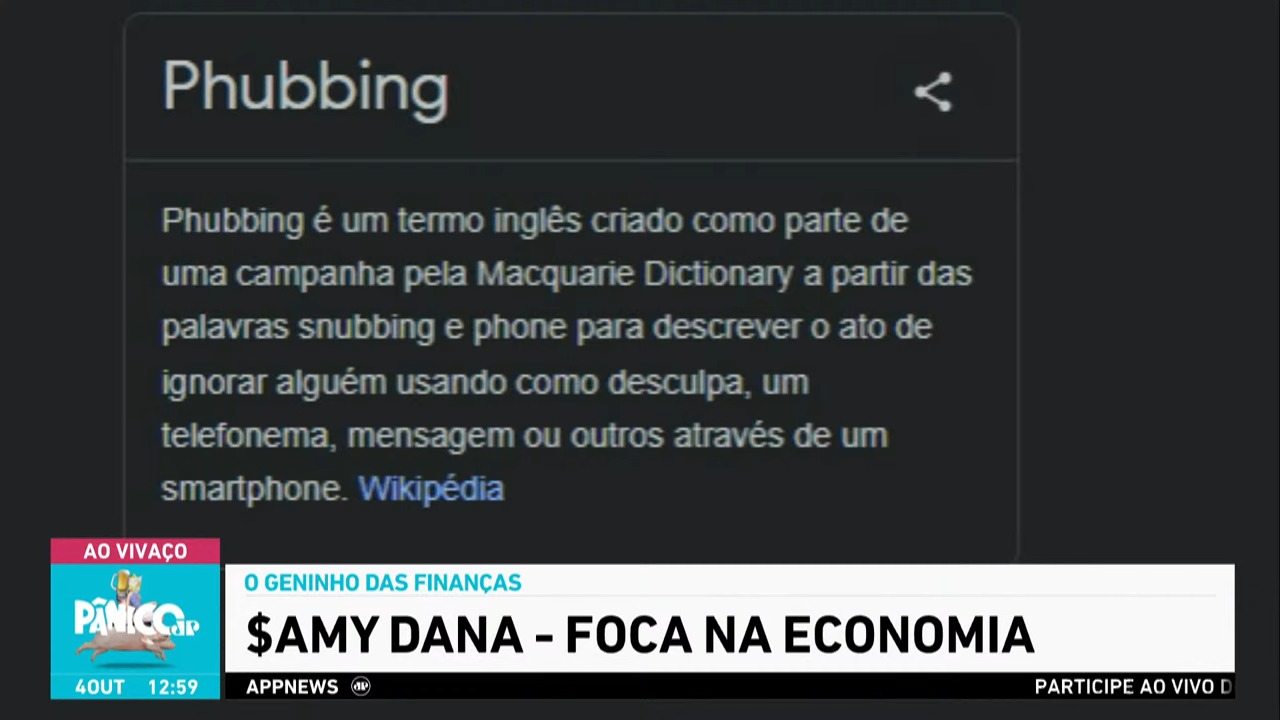 Phubbing
Phubbing é um termo inglês criado como parte de
uma campanha pela Macquarie Dictionary a partir das
palavras snubbing e phone para descrever o ato de
ignorar alguém usando como desculpa, um
telefonema, mensagem ou outros através de um
smartphone. Wikipédia
AO VIVAÇO
PÂNICO JP
4OUT 12:59
O GENINHO DAS FINANÇAS
$AMY DANA - FOCA NA ECONOMIA
APPNEWS JP
PARTICIPE AO VIVO D